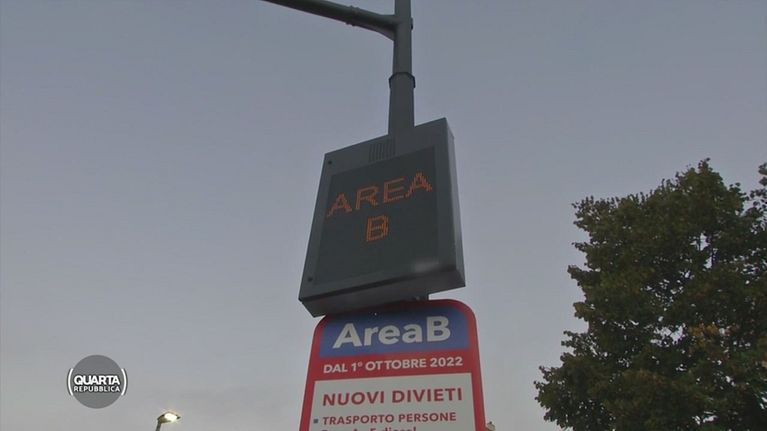 AREA
B
AreaB
DAL 1° OTTOBRE 2022
NUOVI DIVIETI
TRASPORTO PERSONE
QUARTA
REPUBBLICA